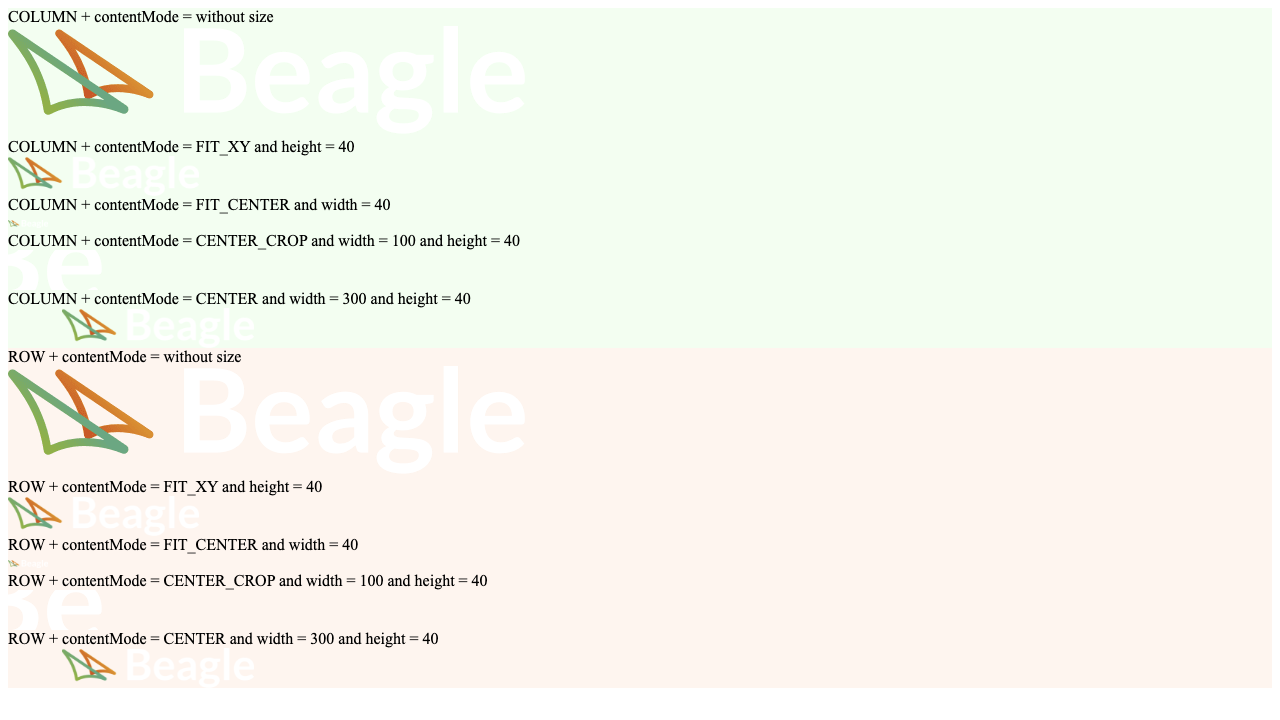 COLUMN + contentMode = without size
Beagle
COLUMN + contentMode = FIT_XY and height = 40
Beagle
COLUMN + contentMode = FIT_CENTER and width = 40
COLUMN + contentMode = CENTER_CROP and width = 100 and height = 40
Be
COLUMN + contentMode = CENTER and width = 300 and height = 40
Beagle
ROW + contentMode = without size
Beagle
ROW + contentMode = FIT_XY and height = 40
Beagle
ROW + contentMode = FIT_CENTER and width = 40
ROW + contentMode = CENTER_CROP and width = 100 and height = 40
Be
ROW + contentMode = CENTER and width = 300 and height = 40
Beagle